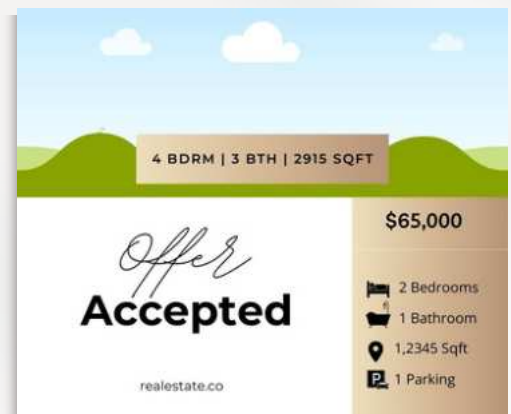 4 BDRM | 3 BTH | 2915 SQFT
Offer
Accepted
realestate.co
$65,000
2 Bedrooms
1 Bathroom
1,2345 Sqft
P
1 Parking